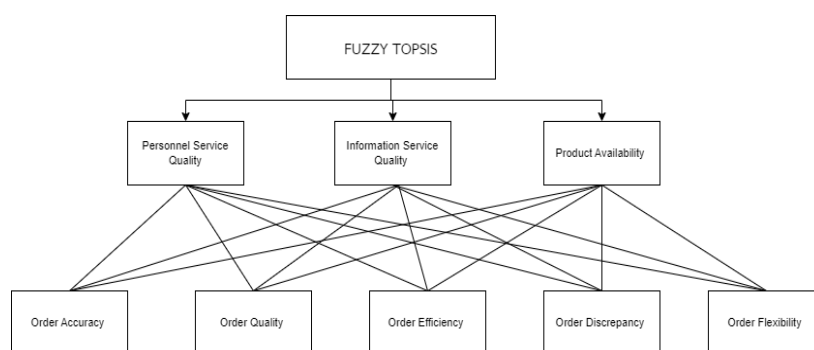 FUZZY TOPSIS
Personnel Service
Quality
Information Service
Quality
Product Availability
Order Accuracy
Order Quality
Order Efficiency
Order Discrepancy
Order Flexibility